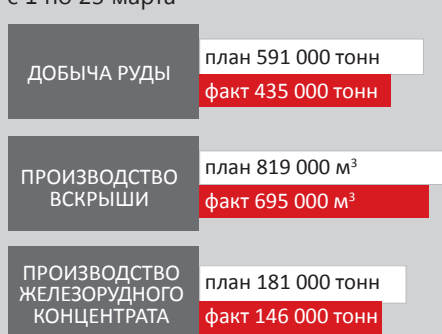 с 1 по 25 марта
ДОБЫЧА РУДЫ
план 591 000 тонн
факт 435 000 тонн
ПРОИЗВОДСТВО
ВСКРЫШИ
план 819 000 м³
факт 695 000 м³
ПРОИЗВОДСТВО
ЖЕЛЕЗОРУДНОГО
КОНЦЕНТРАТА
план 181 000 тонн
факт 146 000 тонн